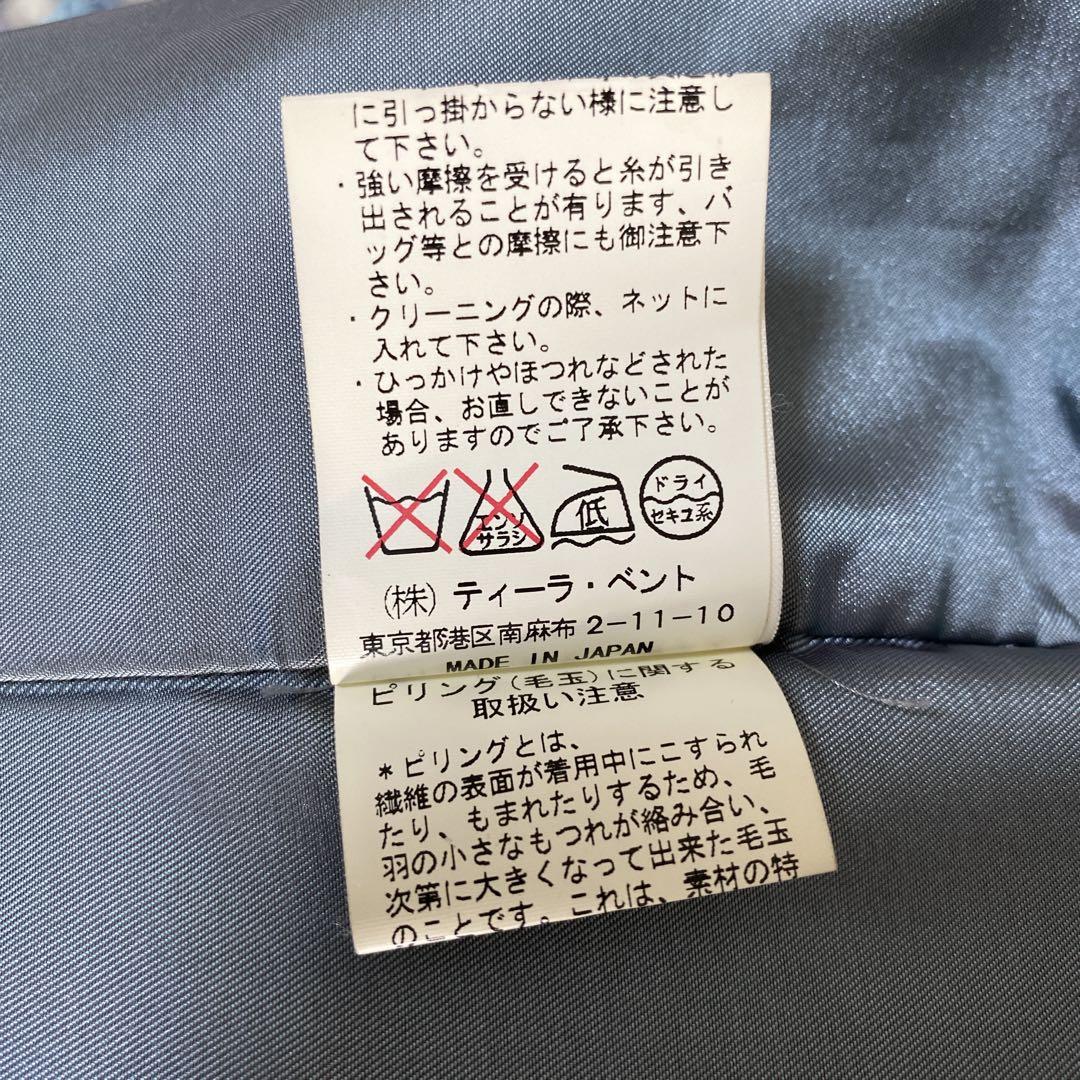 に引っ掛からない様に注意し
て下さい。
・強い摩擦を受けると糸が引き
出されることが有ります、バ
ッグ等との摩擦にも御注意下
さい。
・クリーニングの際、ネットに
入れて下さい。
・ひっかけやほつれなどされた
場合、お直しできないことが
ありますのでご了承下さい。
エンソ
サラシ
低
ドライ
セキユ系
(株) ティーラ・ベント
東京都港区南麻布 2-11-10
MADE IN JAPAN
ピリング(毛玉)に関する
取扱い注意
*ピリングとは、
繊維の表面が着用中にこすられ
たり、もまれたりするため、毛
羽の小さなもつれが絡み合い、
次第に大きくなって出来た毛玉
のことです。これは、素材の特